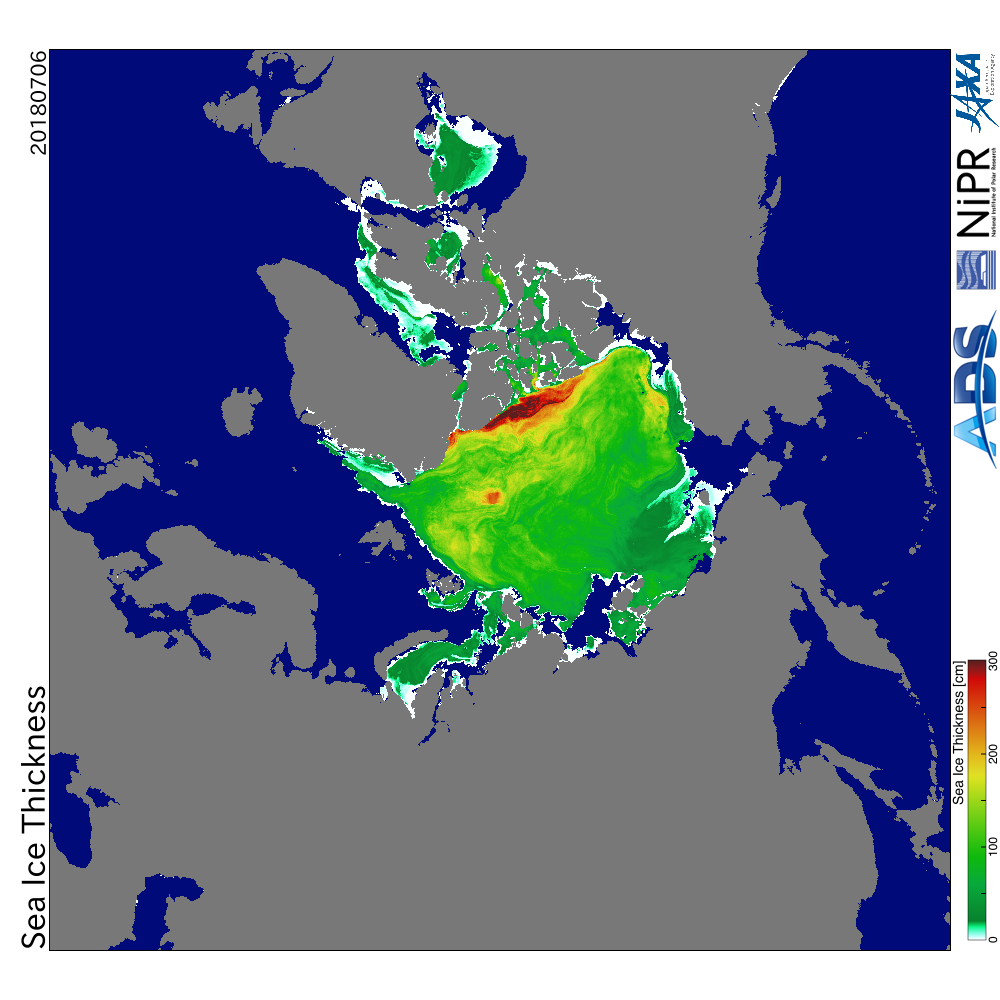 Sea Ice Thickness
20180706
JAXA
NiPR
National Institute of Polar Research
ADS
Sea Ice Thickness [cm]
0
100
200
300